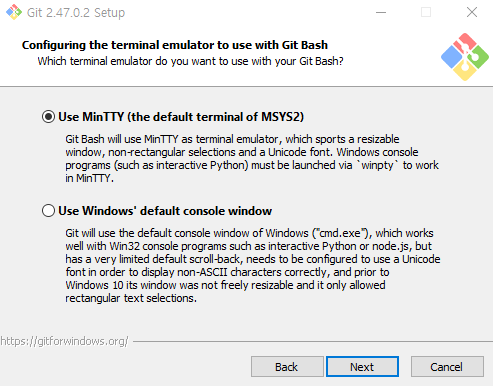 Git 2.47.0.2 Setup
Configuring the terminal emulator to use with Git Bash
Which terminal emulator do you want to use with your Git Bash?
Use MinTTY (the default terminal of MSYS2)
Git Bash will use MinTTY as terminal emulator, which sports a resizable
window, non-rectangular selections and a Unicode font. Windows console
programs (such as interactive Python) must be launched via `winpty` to work
in MinTTY.
Use Windows' default console window
Git will use the default console window of Windows ("cmd.exe"), which works
well with Win32 console programs such as interactive Python or node.js, but
has a very limited default scroll-back, needs to be configured to use a Unicode
font in order to display non-ASCII characters correctly, and prior to
Windows 10 its window was not freely resizable and it only allowed
rectangular text selections.
https://gitforwindows.org/
Back
Next
Cancel